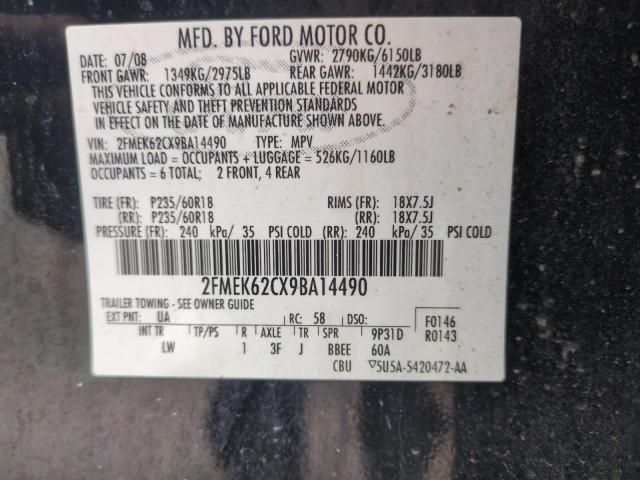 MFD. BY FORD MOTOR CO.
DATE: 07/08 GVWR: 2790KG/6150LB
FRONT GAWR: 1349KG/2975LB REAR GAWR: 1442KG/3180LB
THIS VEHICLE CONFORMS TO ALL APPLICABLE FEDERAL MOTOR
VEHICLE SAFETY AND THEFT PREVENTION STANDARDS
IN EFFECT ON THE DATE OF MANUFACTURE SHOWN ABOVE.
VIN: 2FMEK62CX9BA14490 TYPE: MPV
MAXIMUM LOAD = OCCUPANTS + LUGGAGE = 526KG/1160LB
OCCUPANTS = 6 TOTAL; 2 FRONT, 4 REAR
TIRE (FR): P235/60R18 RIMS (FR): 18X7.5J
(RR): P235/60R18 (RR): 18X7.5J
PRESSURE (FR): 240 kPa/ 35 PSI COLD (RR): 240 kPa/ 35 PSI COLD
2FMEK62CX9BA14490
TRAILER TOWING - SEE OWNER GUIDE
EXT PNT: UA RC: 58 DSO: F0146
INT TR TP/PS R AXLE TR SPR 9P31D R0143
LW 1 3F J BBEE 60A
CBU ▽5U5A-5420472-AA